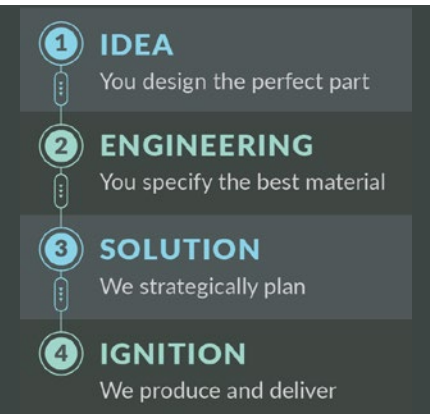 1
IDEA
You design the perfect part
2
ENGINEERING
You specify the best material
3
SOLUTION
We strategically plan
4
IGNITION
We produce and deliver